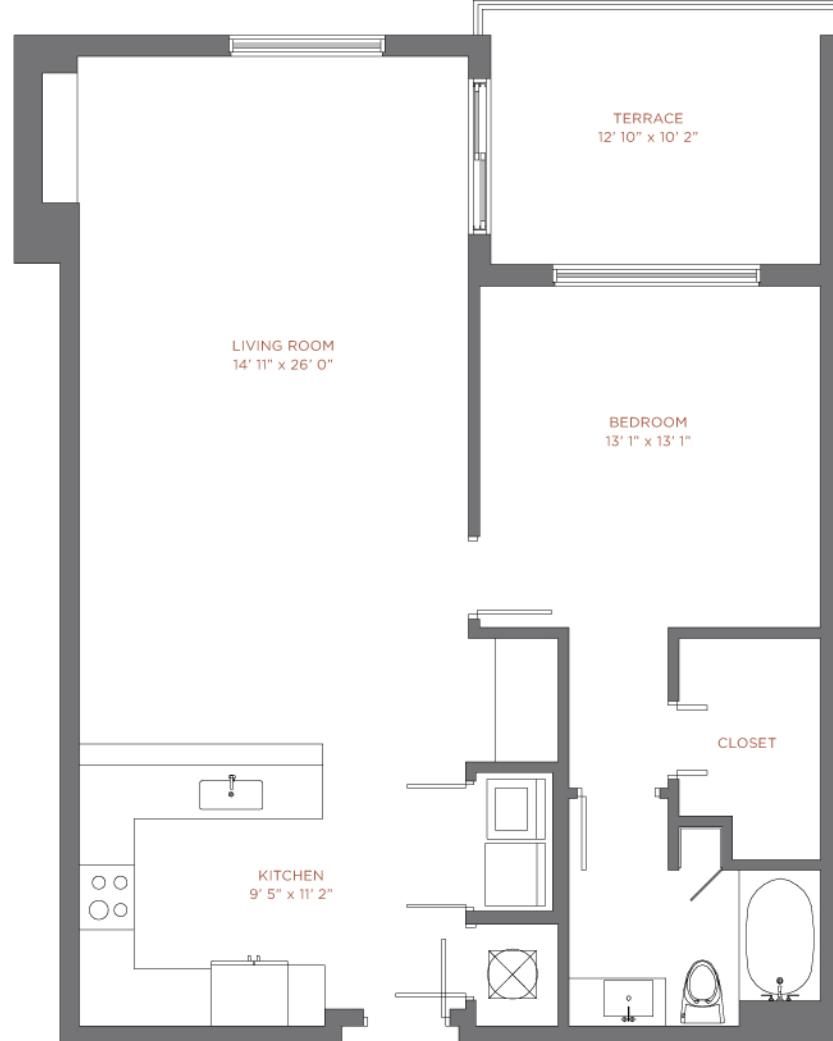 TERRACE
12' 10" x 10' 2"
LIVING ROOM
14' 11" x 26' 0"
BEDROOM
13' 1" x 13' 1"
CLOSET
KITCHEN
9' 5" x 11' 2"